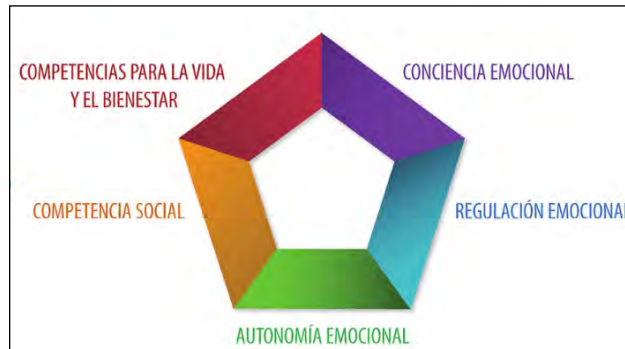 COMPETENCIAS PARA LA VIDA
Y EL BIENESTAR
CONCIENCIA EMOCIONAL
COMPETENCIA SOCIAL
REGULACIÓN EMOCIONAL
AUTONOMÍA EMOCIONAL